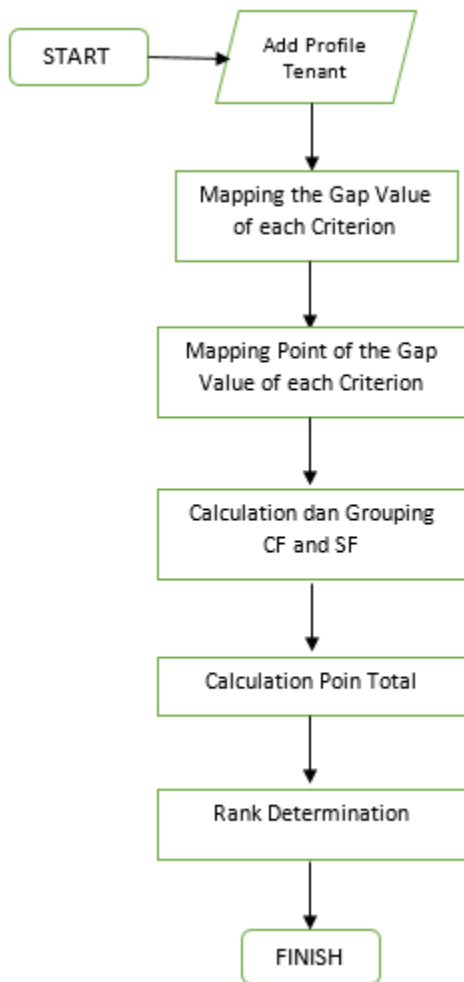 START
Add Profile
Tenant
Mapping the Gap Value
of each Criterion
Mapping Point of the Gap
Value of each Criterion
Calculation dan Grouping
CF and SF
Calculation Poin Total
Rank Determination
FINISH